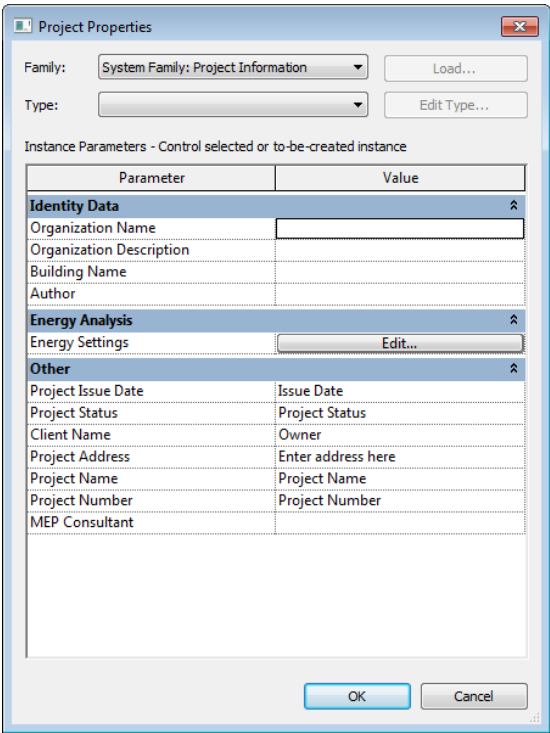 Project Properties
Family: System Family: Project Information Load...
Type: Edit Type...
Instance Parameters - Control selected or to-be-created instance
Parameter Value
Identity Data
Organization Name
Organization Description
Building Name
Author
Energy Analysis
Energy Settings Edit...
Other
Project Issue Date Issue Date
Project Status Project Status
Client Name Owner
Project Address Enter address here
Project Name Project Name
Project Number Project Number
MEP Consultant
OK Cancel